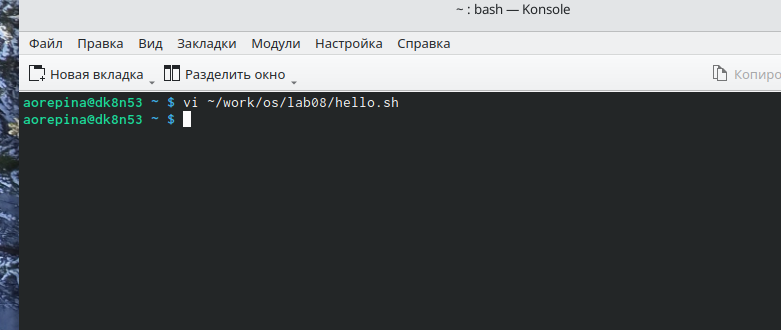 ~ : bash — Konsole
Файл Правка Вид Закладки Модули Настройка Справка
Новая вкладка Разделить окно Копиро
aorepina@dk8n53 ~ $ vi ~/work/os/lab08/hello.sh
aorepina@dk8n53 ~ $